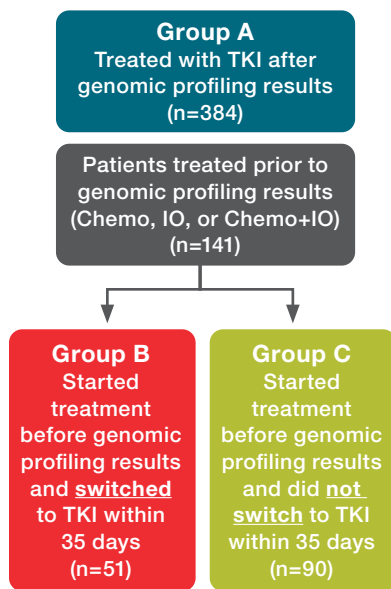 Group A
Treated with TKI after
genomic profiling results
(n=384)
Patients treated prior to
genomic profiling results
(Chemo, IO, or Chemo+IO)
(n=141)
Group B
Started
treatment
before genomic
profiling results
and switched
to TKI within
35 days
(n=51)
Group C
Started
treatment
before genomic
profiling results
and did not
switch to TKI
within 35 days
(n=90)